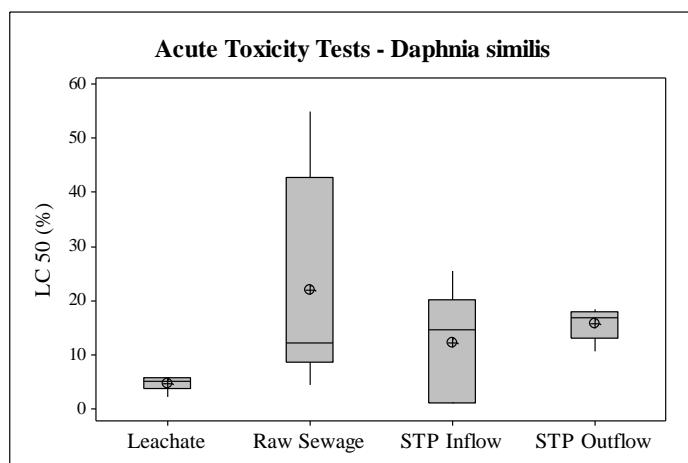 Acute Toxicity Tests - Daphnia similis
60
50
40
30
20
10
0
LC 50 (%)
Leachate Raw Sewage STP Inflow STP Outflow